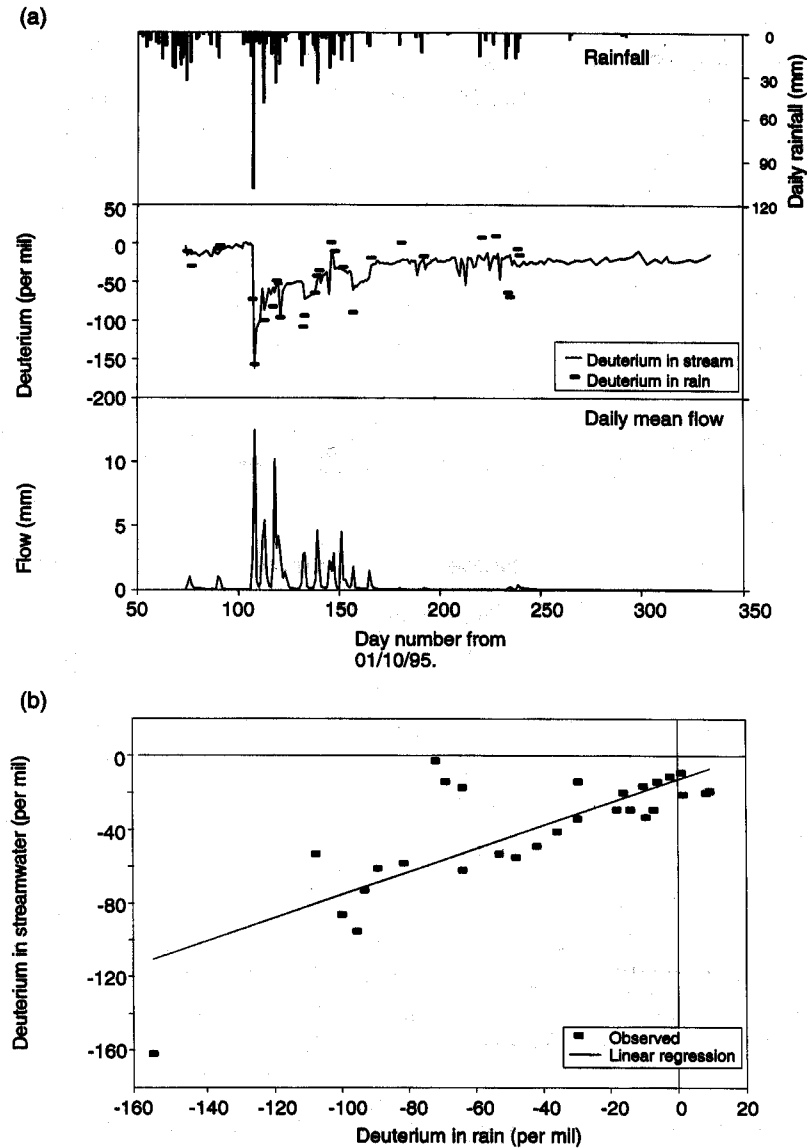 (a)
Rainfall
0
30
60
90
120
Daily rainfall (mm)
50
0
-50
-100
-150
-200
Deuterium (per mil)
Deuterium in stream
Deuterium in rain
Daily mean flow
10
5
0
Flow (mm)
50 100 150 200 250 300 350
Day number from
01/10/95.
(b)
0
-40
-80
-120
-160
Deuterium in streamwater (per mil)
Observed
Linear regression
-160 -140 -120 -100 -80 -60 -40 -20 0 20
Deuterium in rain (per mil)